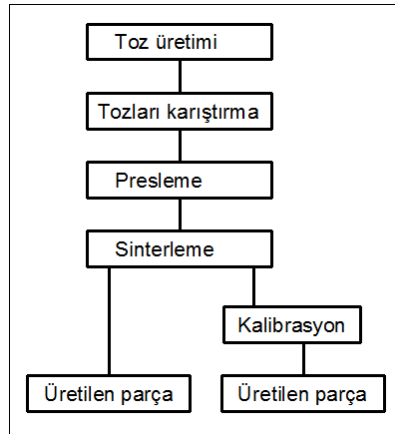 Toz üretimi
Tozları karıştırma
Presleme
Sinterleme
Kalibrasyon
Üretilen parça
Üretilen parça